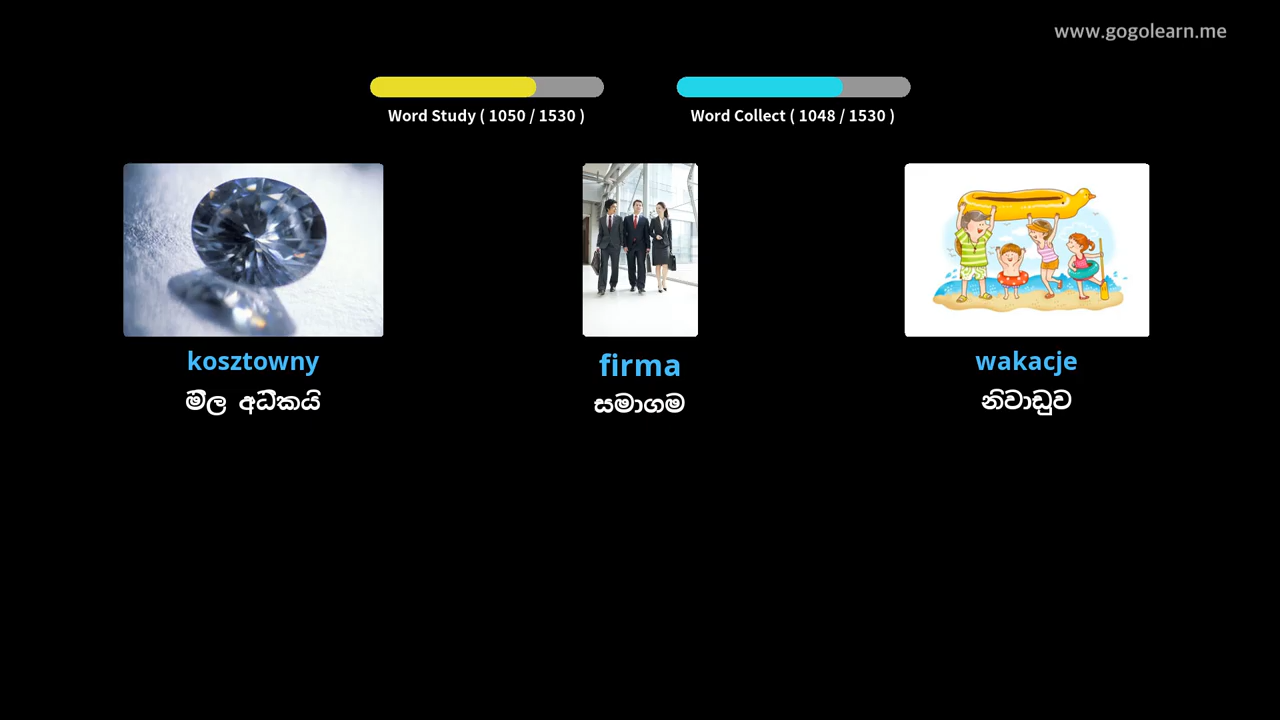 www.gogolearn.me
Word Study ( 1050 / 1530 )
Word Collect ( 1048 / 1530 )
kosztowny
මිල අධිකයි
firma
සමාගම
wakacje
නිවාඩුව